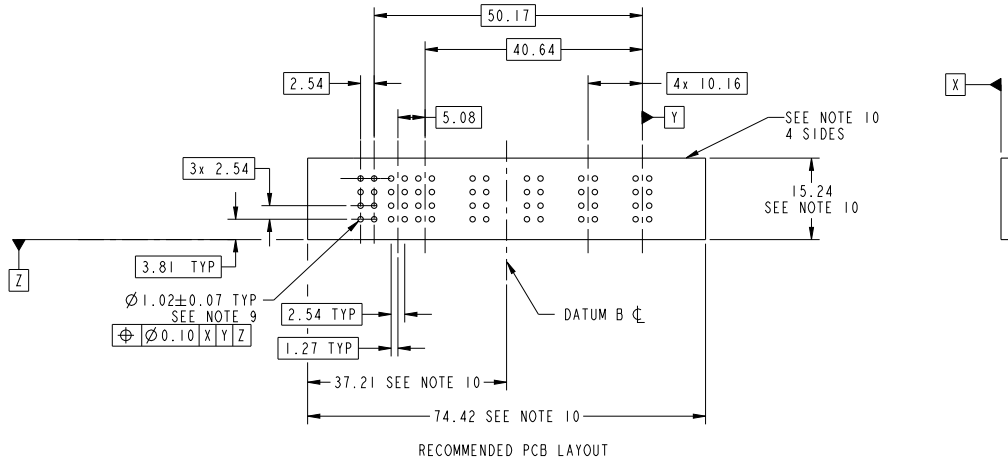 50.17
40.64
2.54
4x 10.16
X
5.08
Y
SEE NOTE 10
4 SIDES
3x 2.54
15.24
SEE NOTE 10
Z
3.81 TYP
Ø1.02±0.07 TYP
SEE NOTE 9
⌖ Ø0.10 X Y Z
2.54 TYP
DATUM B ℄
1.27 TYP
37.21 SEE NOTE 10
74.42 SEE NOTE 10
RECOMMENDED PCB LAYOUT